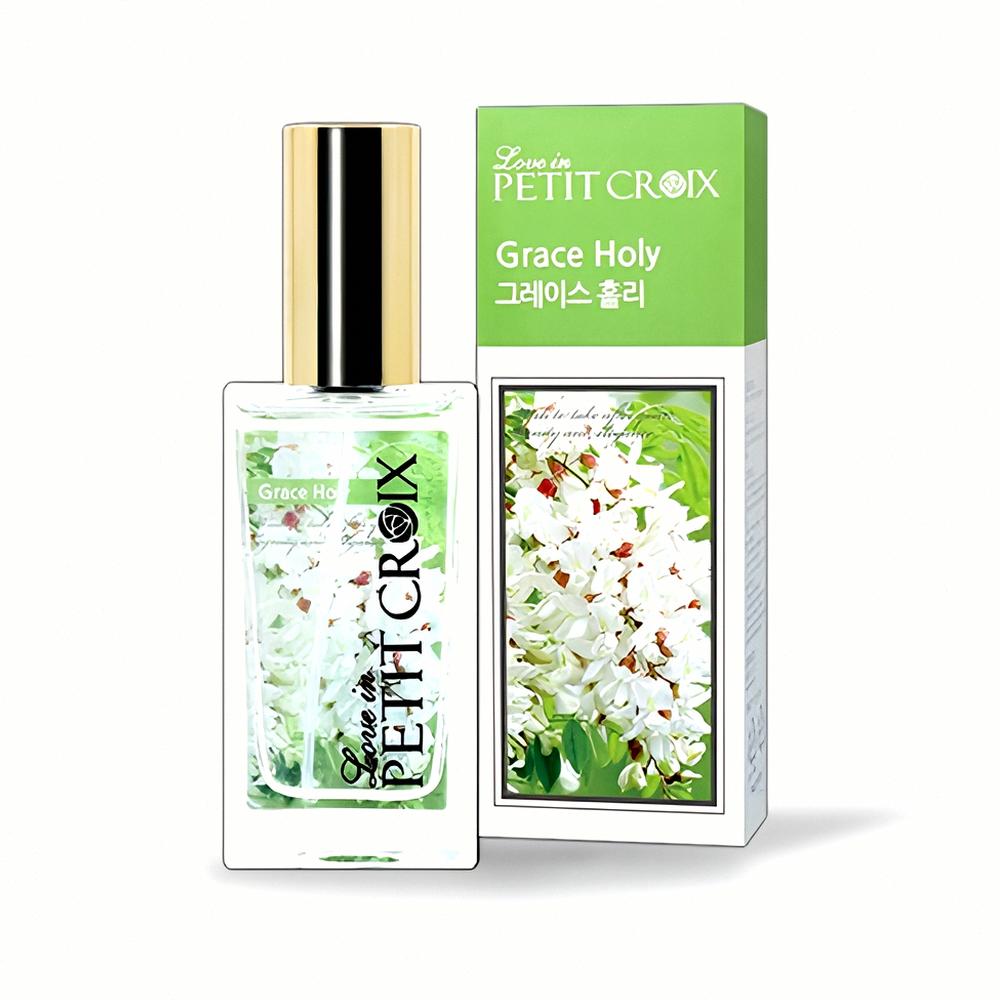 Love in
PETIT CROIX
Grace Holy
그레이스 홀리
Grace Ho
Love in
PETIT CROIX